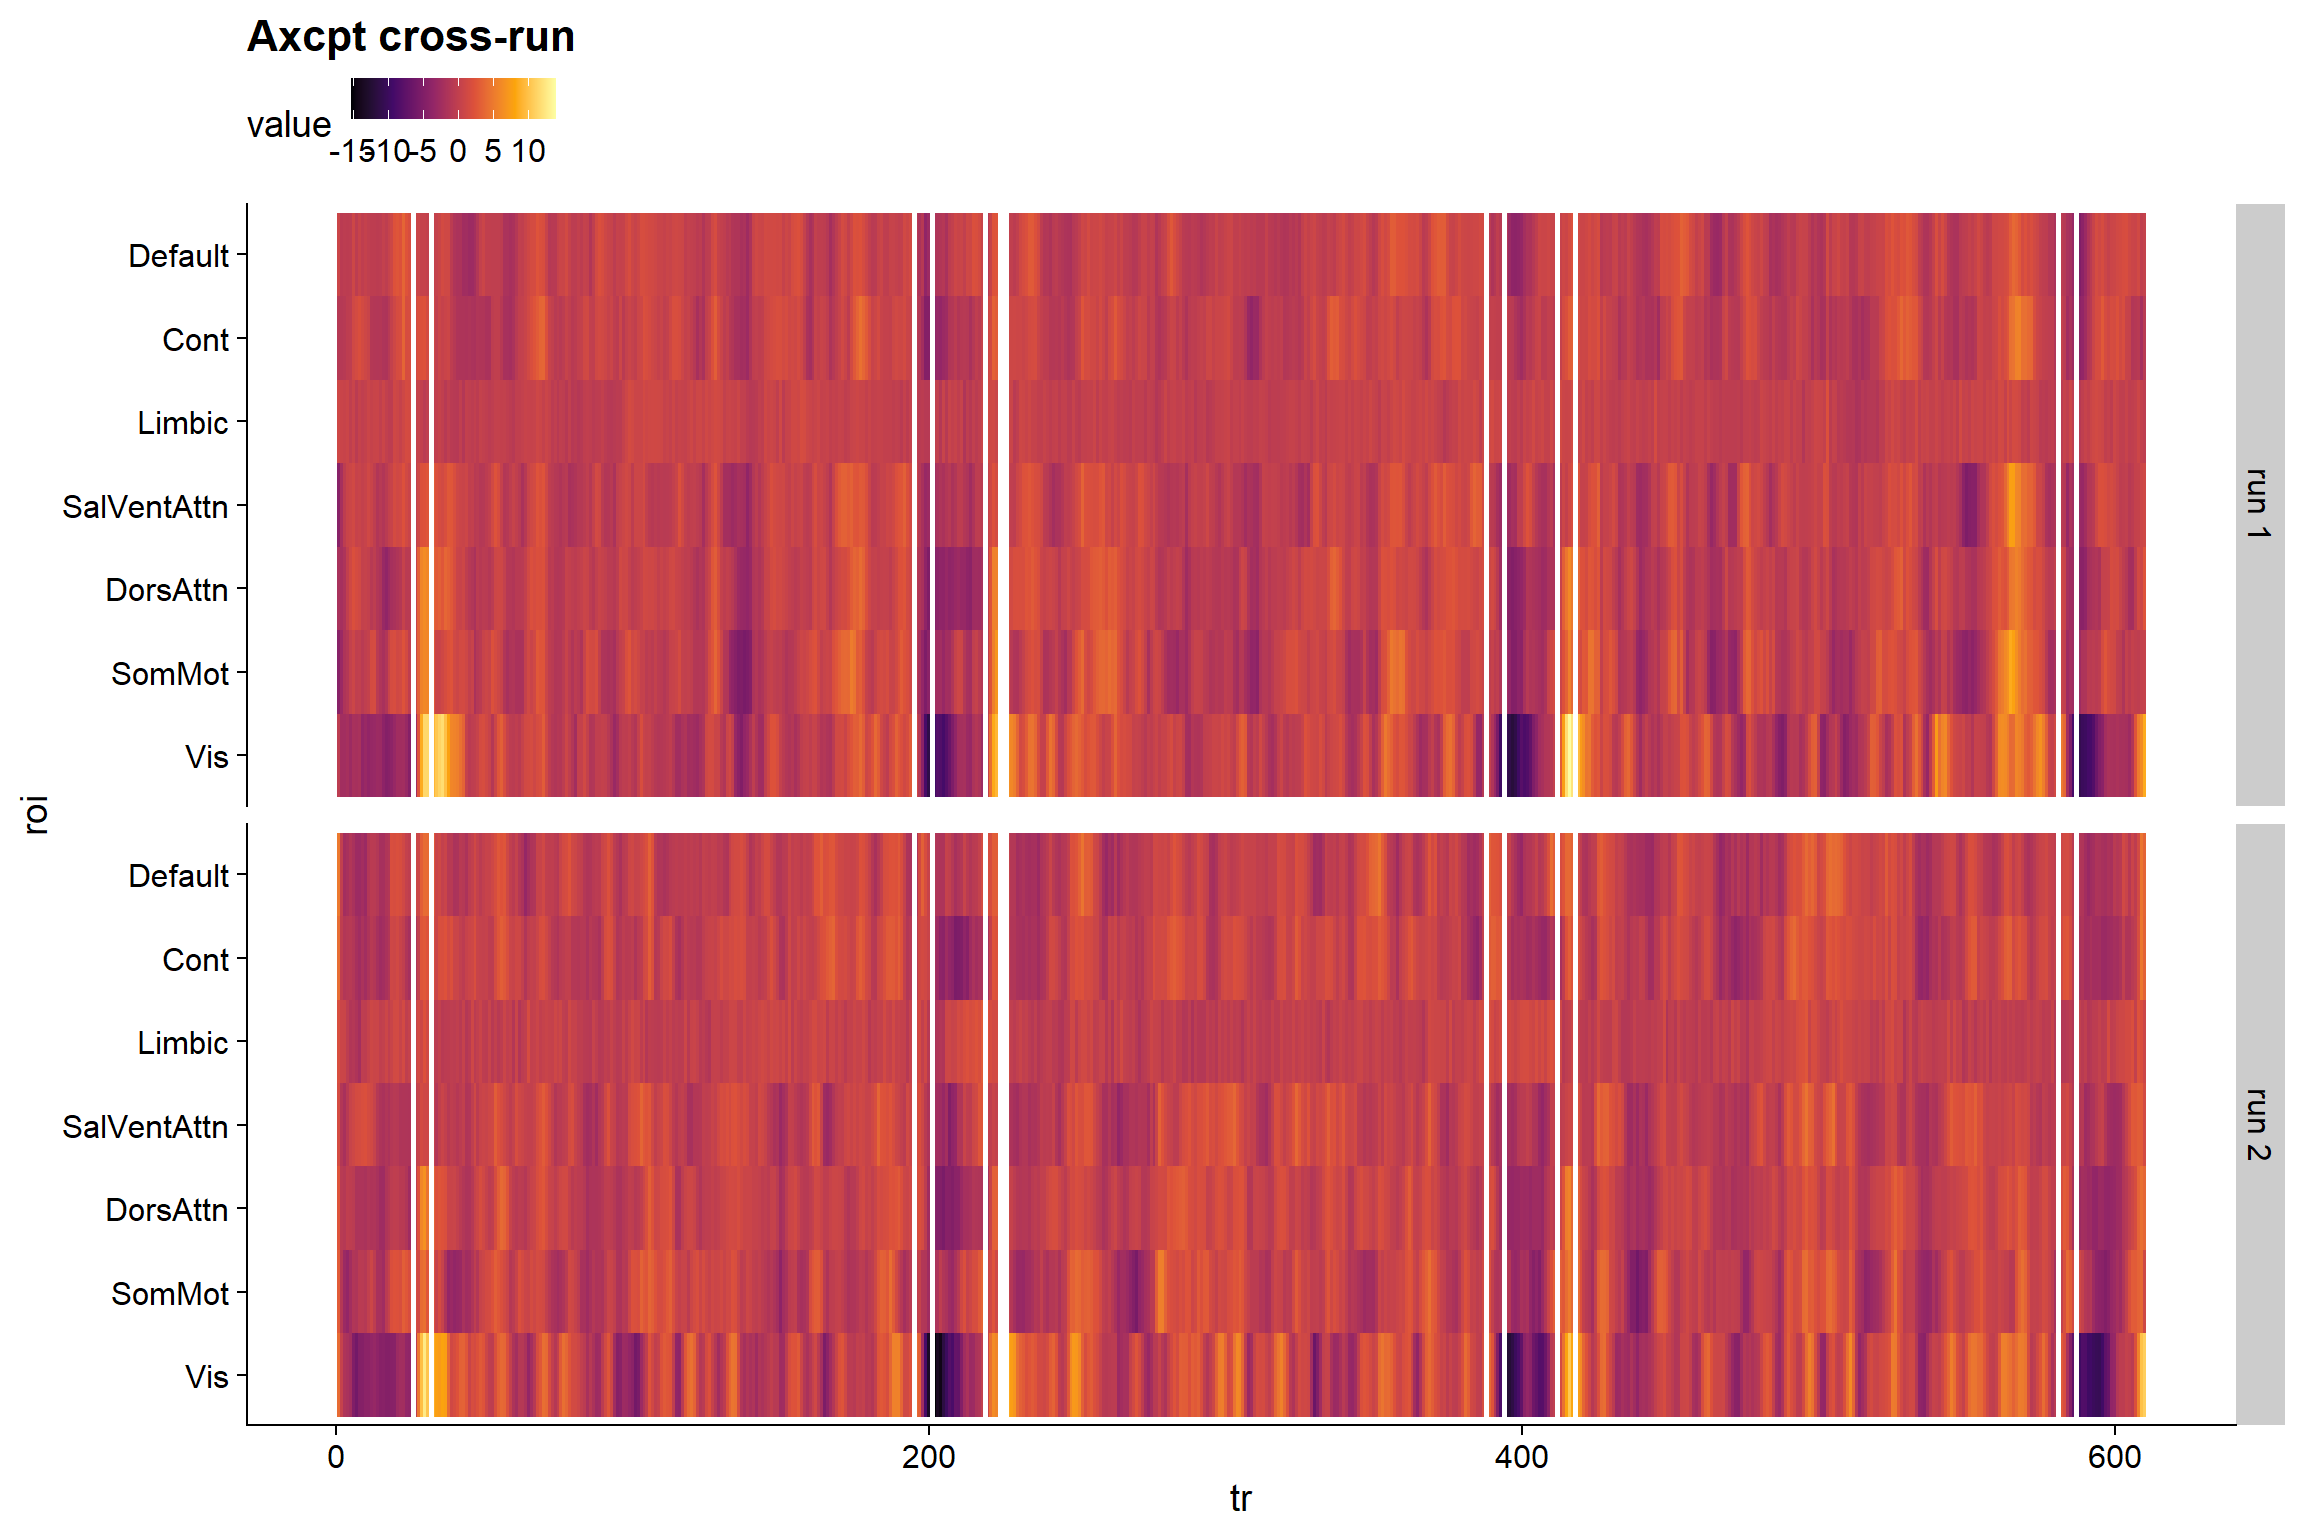 Axcpt cross-run
value
-15 -10 -5 0 5 10
roi
Default
Cont
Limbic
SalVentAttn
DorsAttn
SomMot
Vis
run 1
Default
Cont
Limbic
SalVentAttn
DorsAttn
SomMot
Vis
run 2
0 200 400 600
tr